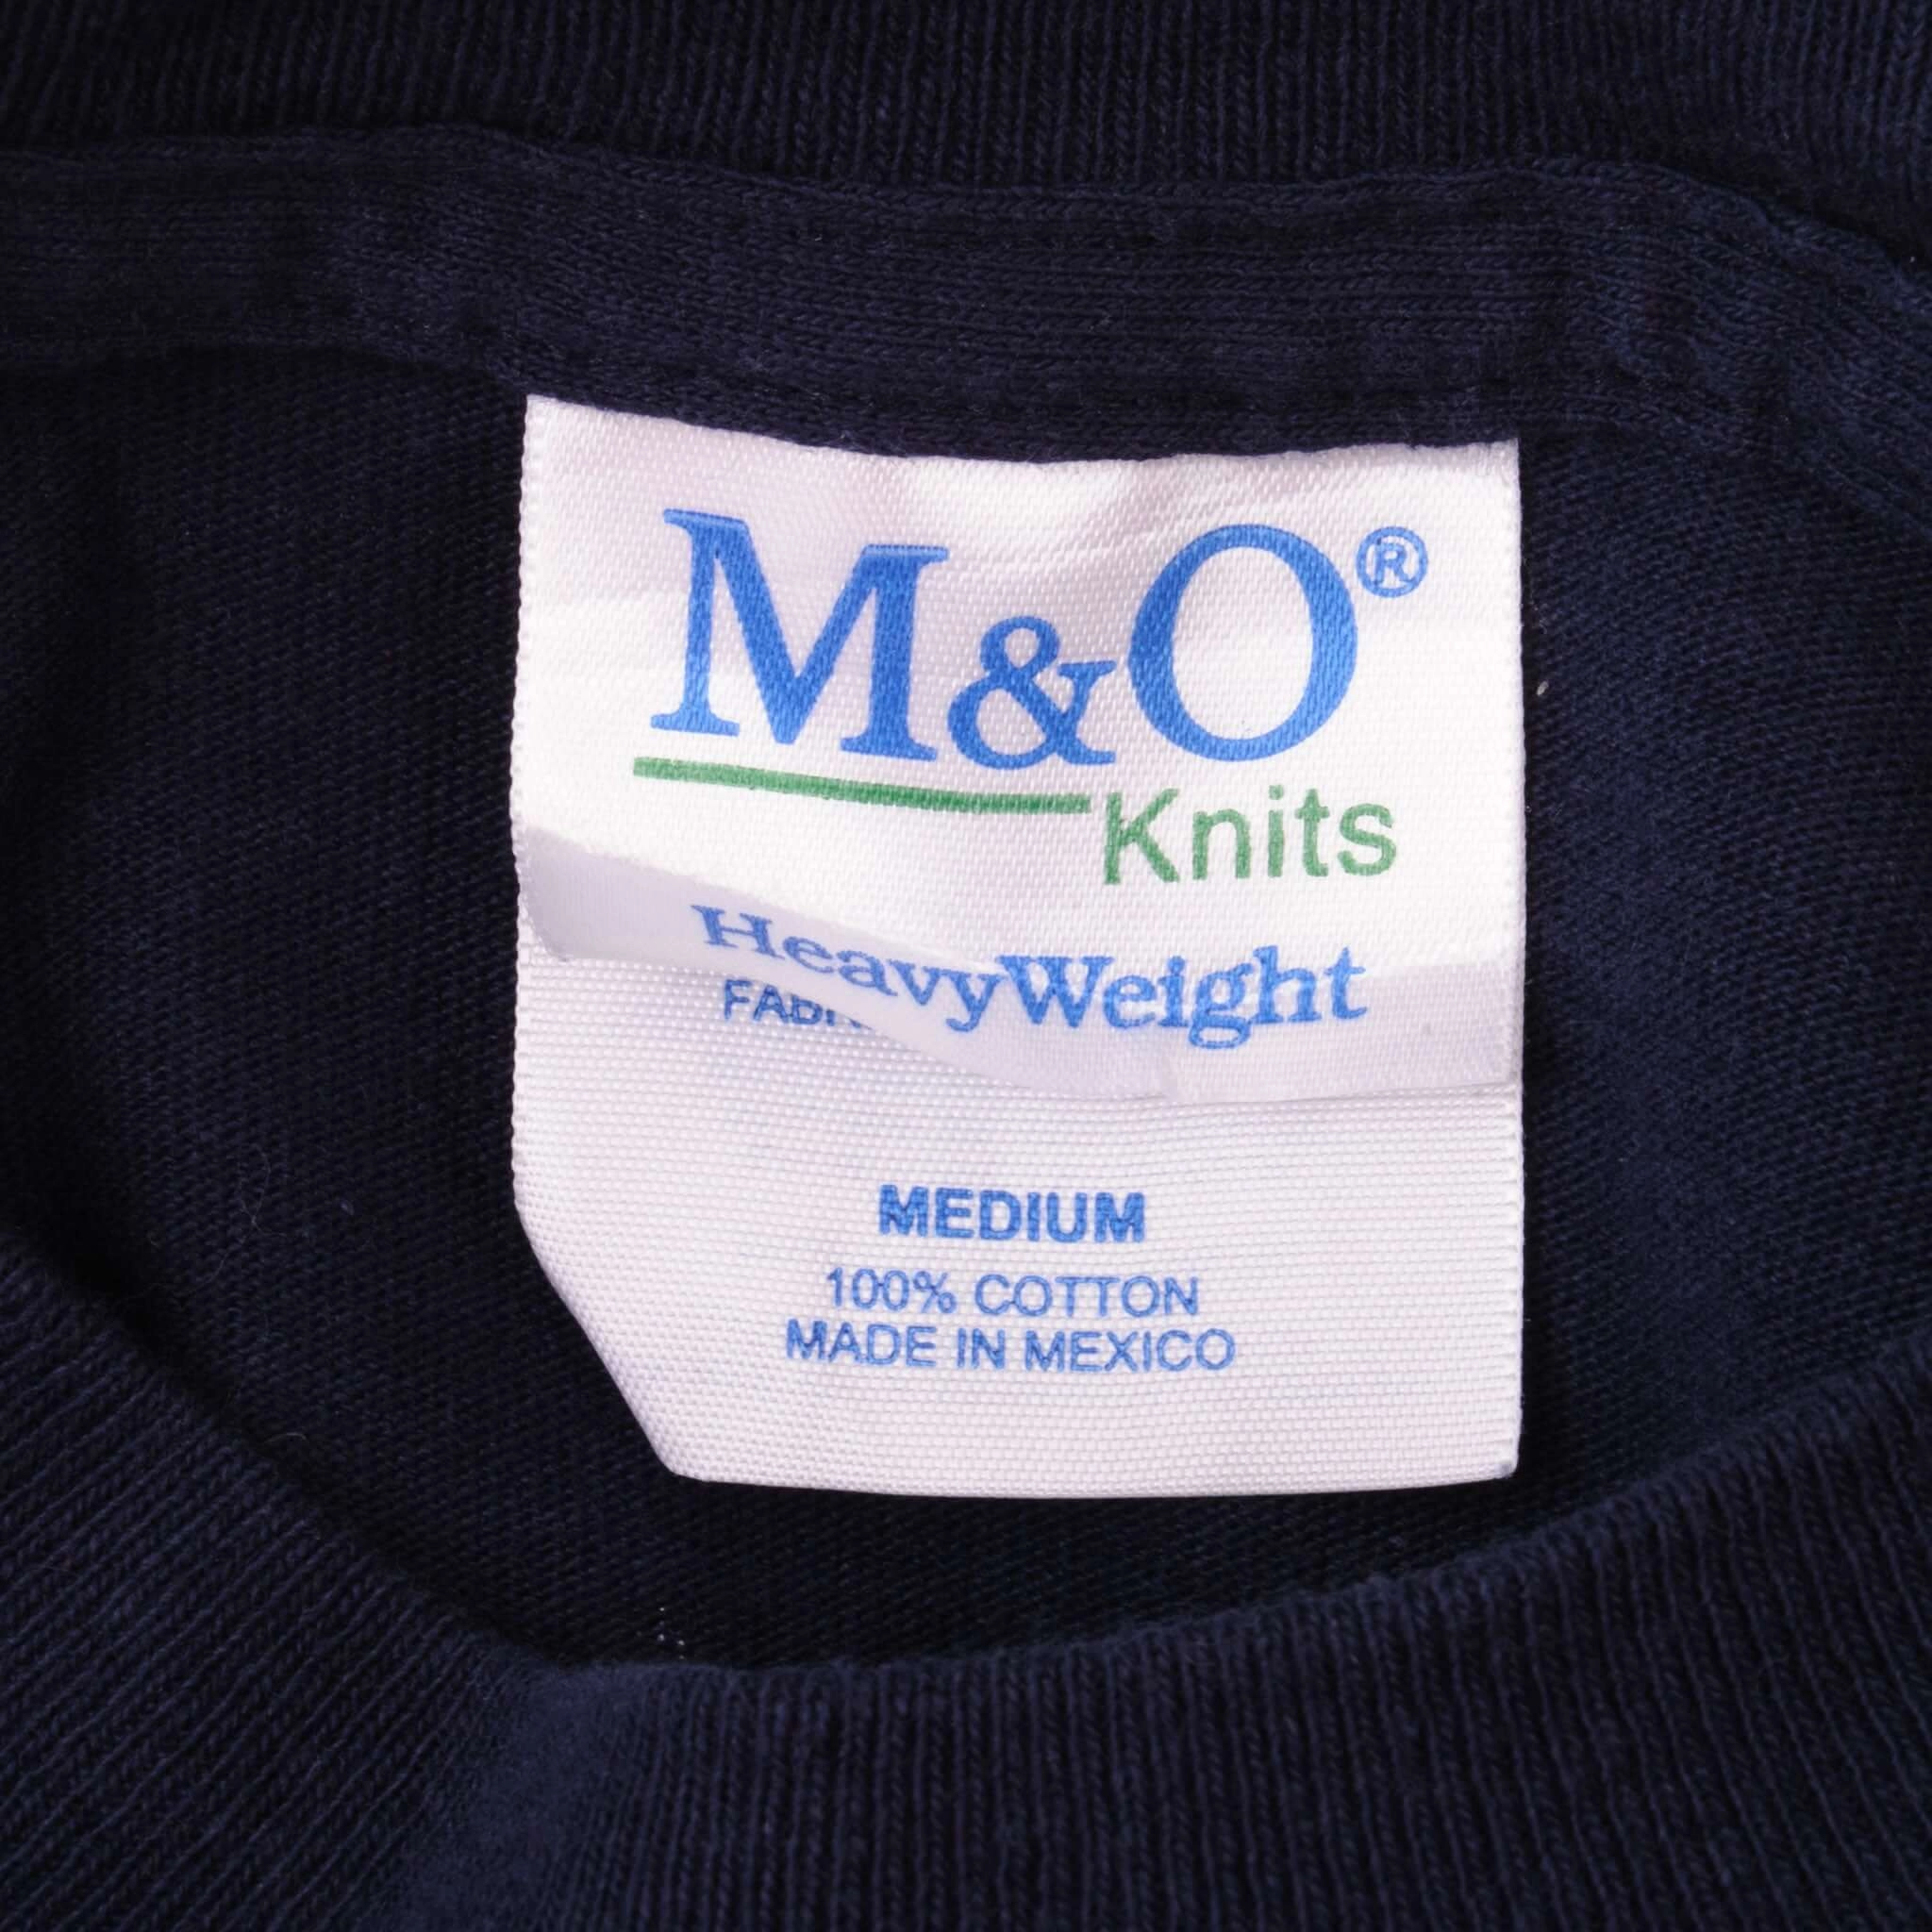 M&O®
Knits
HeavyWeight
MEDIUM
100% COTTON
MADE IN MEXICO